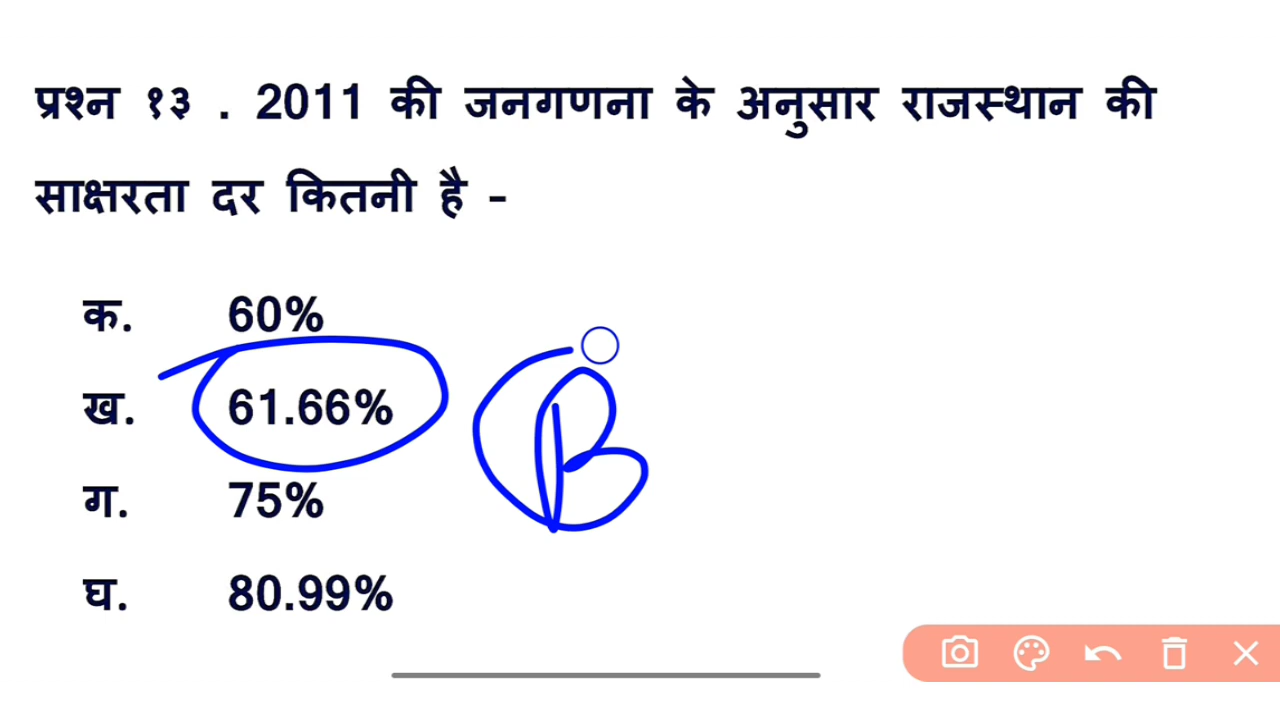 प्रश्न १३ . 2011 की जनगणना के अनुसार राजस्थान की
साक्षरता दर कितनी है -
क. 60%
ख. 61.66%
B
ग. 75%
घ. 80.99%